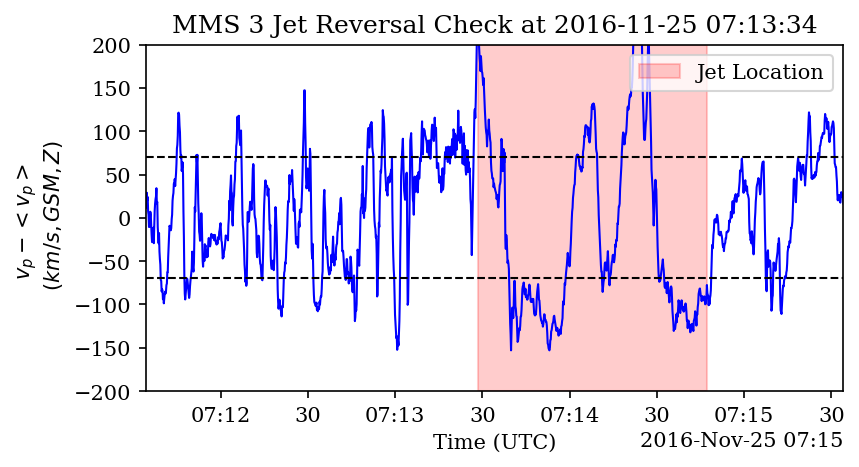 MMS 3 Jet Reversal Check at 2016-11-25 07:13:34
Jet Location
v_p − < v_p >
(km/s, GSM, Z)
200
150
100
50
0
−50
−100
−150
−200
07:12
30
07:13
30
07:14
30
07:15
30
Time (UTC)
2016-Nov-25 07:15